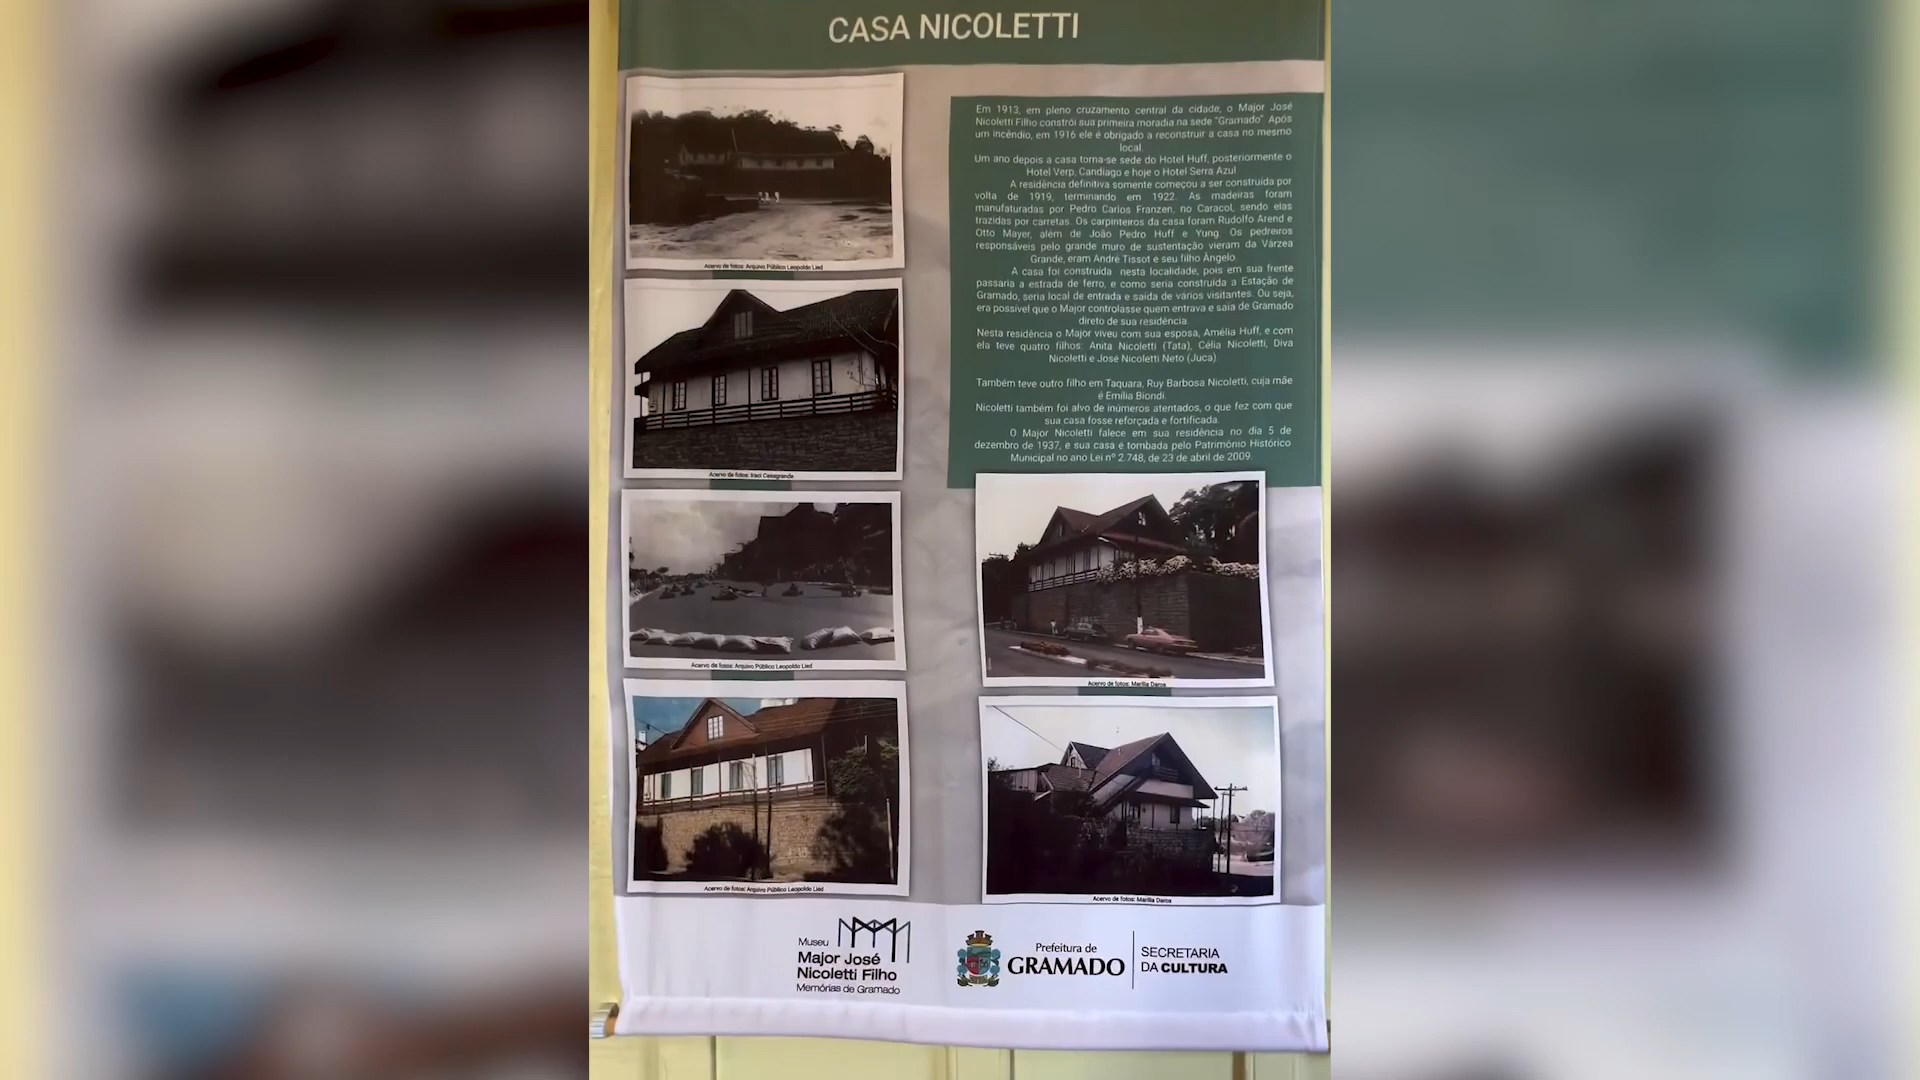 CASA NICOLETTI
Em 1913, em pleno cruzamento central da cidade, o Major José
Nicoletti Filho constrói sua primeira moradia na sede "Gramado". Após
um incêndio, em 1916 ele é obrigado a reconstruir a casa no mesmo
local.
Um ano depois a casa torna-se sede do Hotel Huff, posteriormente o
Hotel Verp, Candiago e hoje o Hotel Serra Azul
A residência definitiva somente começou a ser construída por
volta de 1919, terminando em 1922. As madeiras foram
manufaturadas por Pedro Carlos Franzen, no Caracol, sendo elas
trazidas por carretas. Os carpinteiros da casa foram Rudolfo Arend e
Otto Mayer, além de João Pedro Huff e Yung. Os pedreiros
responsáveis pelo grande muro de sustentação vieram da Várzea
Grande, eram André Tissot e seu filho Ângelo.
A casa foi construída nesta localidade, pois em sua frente
passaria a estrada de ferro, e como seria construída a Estação de
Gramado, seria local de entrada e saída de vários visitantes. Ou seja,
era possível que o Major controlasse quem entrava e saia de Gramado
direto de sua residência.
Nesta residência o Major viveu com sua esposa, Amélia Huff, e com
ela teve quatro filhos: Anita Nicoletti (Tata), Célia Nicoletti, Diva
Nicoletti e José Nicoletti Neto (Juca).
Também teve outro filho em Taquara, Ruy Barbosa Nicoletti, cuja mãe
é Emília Biondi.
Nicoletti também foi alvo de inúmeros atentados, o que fez com que
sua casa fosse reforçada e fortificada.
O Major Nicoletti falece em sua residência no dia 5 de
dezembro de 1937, e sua casa é tombada pelo Patrimônio Histórico
Municipal no ano Lei nº 2.748, de 23 de abril de 2009.
Acervo de fotos: Arquivo Público Leopoldo Lied
Acervo de fotos: Iraci Casagrande
Acervo de fotos: Arquivo Público Leopoldo Lied
Acervo de fotos: Arquivo Público Leopoldo Lied
Acervo de fotos: Marília Daros
Acervo de fotos: Marília Daros
Museu
Major José
Nicoletti Filho
Memórias de Gramado
Prefeitura de
GRAMADO
SECRETARIA
DA CULTURA